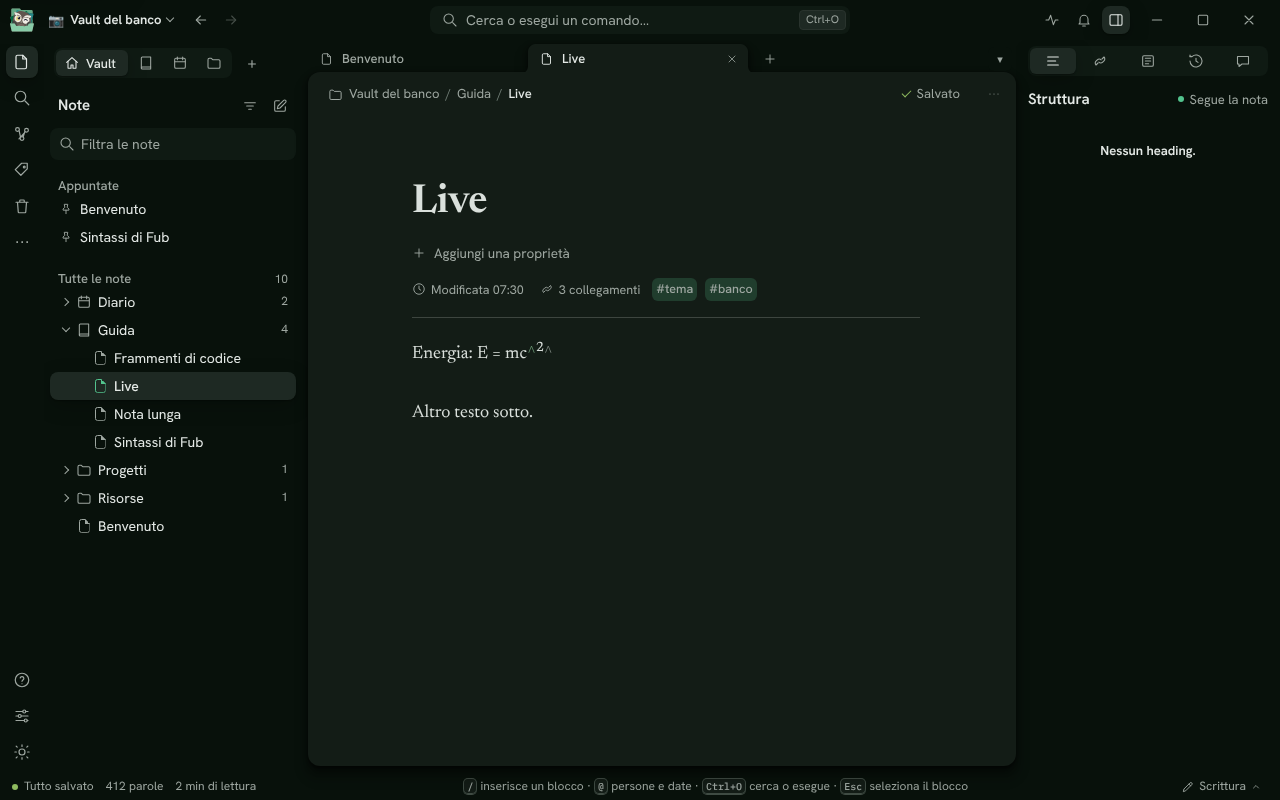 Vault del banco
Cerca o esegui un comando...
Ctrl+O
Vault
Benvenuto
Live
Note
Filtra le note
Appuntate
Benvenuto
Sintassi di Fub
Tutte le note 10
Diario 2
Guida 4
Frammenti di codice
Live
Nota lunga
Sintassi di Fub
Progetti 1
Risorse 1
Benvenuto
Vault del banco / Guida / Live
Salvato
Live
Aggiungi una proprietà
Modificata 07:30 3 collegamenti #tema #banco
Energia: E = mc^2^
Altro testo sotto.
Struttura
Segue la nota
Nessun heading.
Tutto salvato 412 parole 2 min di lettura
/ inserisce un blocco · @ persone e date · Ctrl+O cerca o esegue · Esc seleziona il blocco
Scrittura